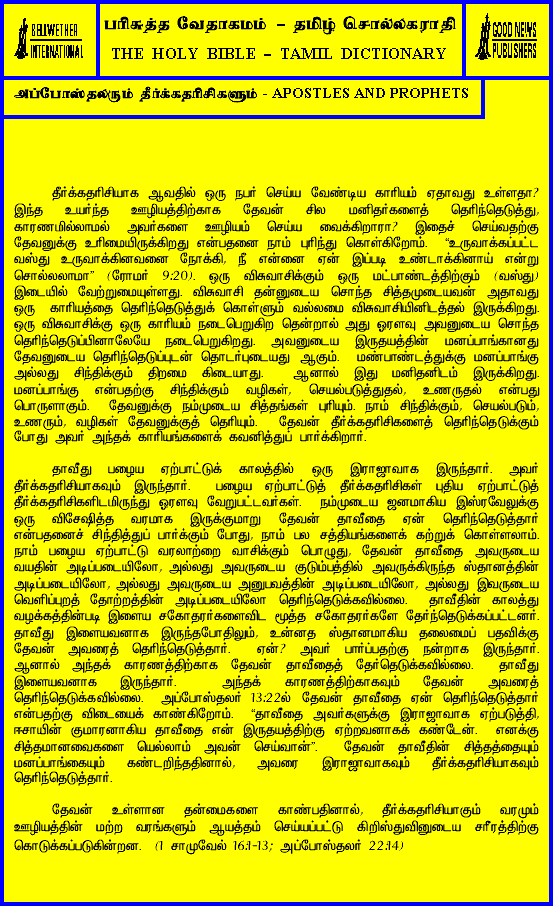 BELLWETHER
INTERNATIONAL
பரிசுத்த வேதாகமம் – தமிழ் சொல்லகராதி
THE HOLY BIBLE – TAMIL DICTIONARY
GOOD NEWS
PUBLISHERS
அப்போஸ்தலரும் தீர்க்கதரிசிகளும் - APOSTLES AND PROPHETS
தீர்க்கதரிசியாக ஆவதில் ஒரு நபர் செய்ய வேண்டிய காரியம் ஏதாவது உள்ளதா?
இந்த உயர்ந்த ஊழியத்திற்காக தேவன் சில மனிதர்களைத் தெரிந்தெடுத்து,
காரணமில்லாமல் அவர்களை ஊழியம் செய்ய வைக்கிறாரா? இதைச் செய்வதற்கு
தேவனுக்கு உரிமையிருக்கிறது என்பதனை நாம் புரிந்து கொள்கிறோம். “உருவாக்கப்பட்ட
வஸ்து உருவாக்கினவனை நோக்கி, நீ என்னை ஏன் இப்படி உண்டாக்கினாய் என்று
சொல்லலாமா” (ரோமர் 9:20). ஒரு விசுவாசிக்கும் ஒரு மட்பாண்டத்திற்கும் (வஸ்து)
இடையில் வேற்றுமையுள்ளது. விசுவாசி தன்னுடைய சொந்த சித்தமுடையவன் அதாவது
ஒரு காரியத்தை தெரிந்தெடுத்துக் கொள்ளும் வல்லமை விசுவாசியினிடத்தல் இருக்கிறது.
ஒரு விசுவாசிக்கு ஒரு காரியம் நடைபெறுகிற தென்றால் அது ஓரளவு அவனுடைய சொந்த
தெரிந்தெடுப்பினாலேயே நடைபெறுகிறது. அவனுடைய இருதயத்தின் மனப்பாங்கானது
தேவனுடைய தெரிந்தெடுப்புடன் தொடர்புடையது ஆகும். மண்பாண்டத்துக்கு மனப்பாங்கு
அல்லது சிந்திக்கும் திறமை கிடையாது. ஆனால் இது மனிதனிடம் இருக்கிறது.
மனப்பாங்கு என்பதற்கு சிந்திக்கும் வழிகள், செயல்படுத்துதல், உணருதல் என்பது
பொருளாகும். தேவனுக்கு நம்முடைய சித்தங்கள் புரியும். நாம் சிந்திக்கும், செயல்படும்,
உணரும், வழிகள் தேவனுக்குத் தெரியும். தேவன் தீர்க்கதரிசிகளைத் தெரிந்தெடுக்கும்
போது அவர் அந்தக் காரியங்களைக் கவனித்துப் பார்க்கிறார்.
தாவீது பழைய ஏற்பாட்டுக் காலத்தில் ஒரு இராஜாவாக இருந்தார். அவர்
தீர்க்கதரிசியாகவும் இருந்தார். பழைய ஏற்பாட்டுத் தீர்க்கதரிசிகள் புதிய ஏற்பாட்டுத்
தீர்க்கதரிசிகளிடமிருந்து ஓரளவு வேறுபட்டவர்கள். நம்முடைய ஜனமாகிய இஸ்ரவேலுக்கு
ஒரு விசேஷித்த வரமாக இருக்குமாறு தேவன் தாவீதை ஏன் தெரிந்தெடுத்தார்
என்பதனைச் சிந்தித்துப் பார்க்கும் போது, நாம் பல சத்தியங்களைக் கற்றுக் கொள்ளலாம்.
நாம் பழைய ஏற்பாட்டு வரலாற்றை வாசிக்கும் பொழுது, தேவன் தாவீதை அவருடைய
வயதின் அடிப்படையிலோ, அல்லது அவருடைய குடும்பத்தில் அவருக்கிருந்த ஸ்தானத்தின்
அடிப்படையிலோ, அல்லது அவருடைய அனுபவத்தின் அடிப்படையிலோ, அல்லது இவருடைய
வெளிப்புறத் தோற்றத்தின் அடிப்படையிலோ தெரிந்தெடுக்கவில்லை. தாவீதின் காலத்து
வழக்கத்தின்படி இளைய சகோதரர்களைவிட மூத்த சகோதரர்களே தேர்ந்தெடுக்கப்பட்டனர்.
தாவீது இளையவனாக இருந்தபோதிலும், உன்னத ஸ்தானமாகிய தலைமைப் பதவிக்கு
தேவன் அவரைத் தெரிந்தெடுத்தார். ஏன்? அவர் பார்ப்பதற்கு நன்றாக இருந்தார்.
ஆனால் அந்தக் காரணத்திற்காக தேவன் தாவீதைத் தேர்தெடுக்கவில்லை. தாவீது
இளையவனாக இருந்தார். அந்தக் காரணத்திற்காகவும் தேவன் அவரைத்
தெரிந்தெடுக்கவில்லை. அப்போஸ்தலர் 13:22ல் தேவன் தாவீதை ஏன் தெரிந்தெடுத்தார்
என்பதற்கு விடையைக் காண்கிறோம். “தாவீதை அவர்களுக்கு இராஜாவாக ஏற்படுத்தி,
ஈசாயின் குமாரனாகிய தாவீதை என் இருதயத்திற்கு ஏற்றவனாகக் கண்டேன். எனக்கு
சித்தமானவைகளை யெல்லாம் அவன் செய்வான்”. தேவன் தாவீதின் சித்தத்தையும்
மனப்பாங்கையும் கண்டறிந்ததினால், அவரை இராஜாவாகவும் தீர்க்கதரிசியாகவும்
தெரிந்தெடுத்தார்.
தேவன் உள்ளான தன்மைகளை காண்பதினால், தீர்க்கதரிசியாகும் வரமும்
ஊழியத்தின் மற்ற வரங்களும் ஆயத்தம் செய்யப்பட்டு கிறிஸ்துவினுடைய சரீரத்திற்கு
கொடுக்கப்படுகின்றன. (1 சாமுவேல் 16:1-13; அப்போஸ்தலர் 22:14)